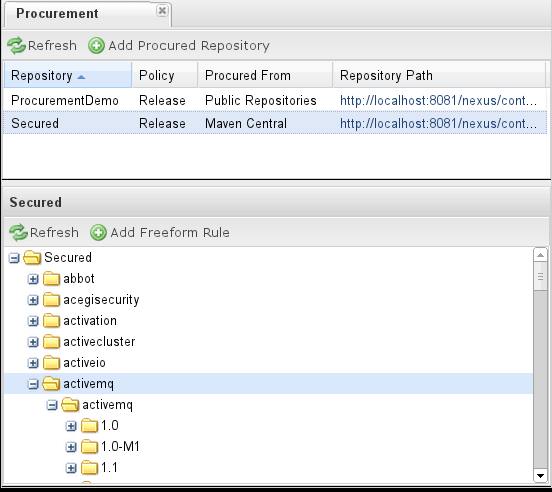 Procurement
Refresh Add Procured Repository
Repository Policy Procured From Repository Path
ProcurementDemo Release Public Repositories http://localhost:8081/nexus/cont...
Secured Release Maven Central http://localhost:8081/nexus/cont...
Secured
Refresh Add Freeform Rule
Secured
abbot
acegisecurity
activation
activecluster
activeio
activemq
activemq
1.0
1.0-M1
1.1